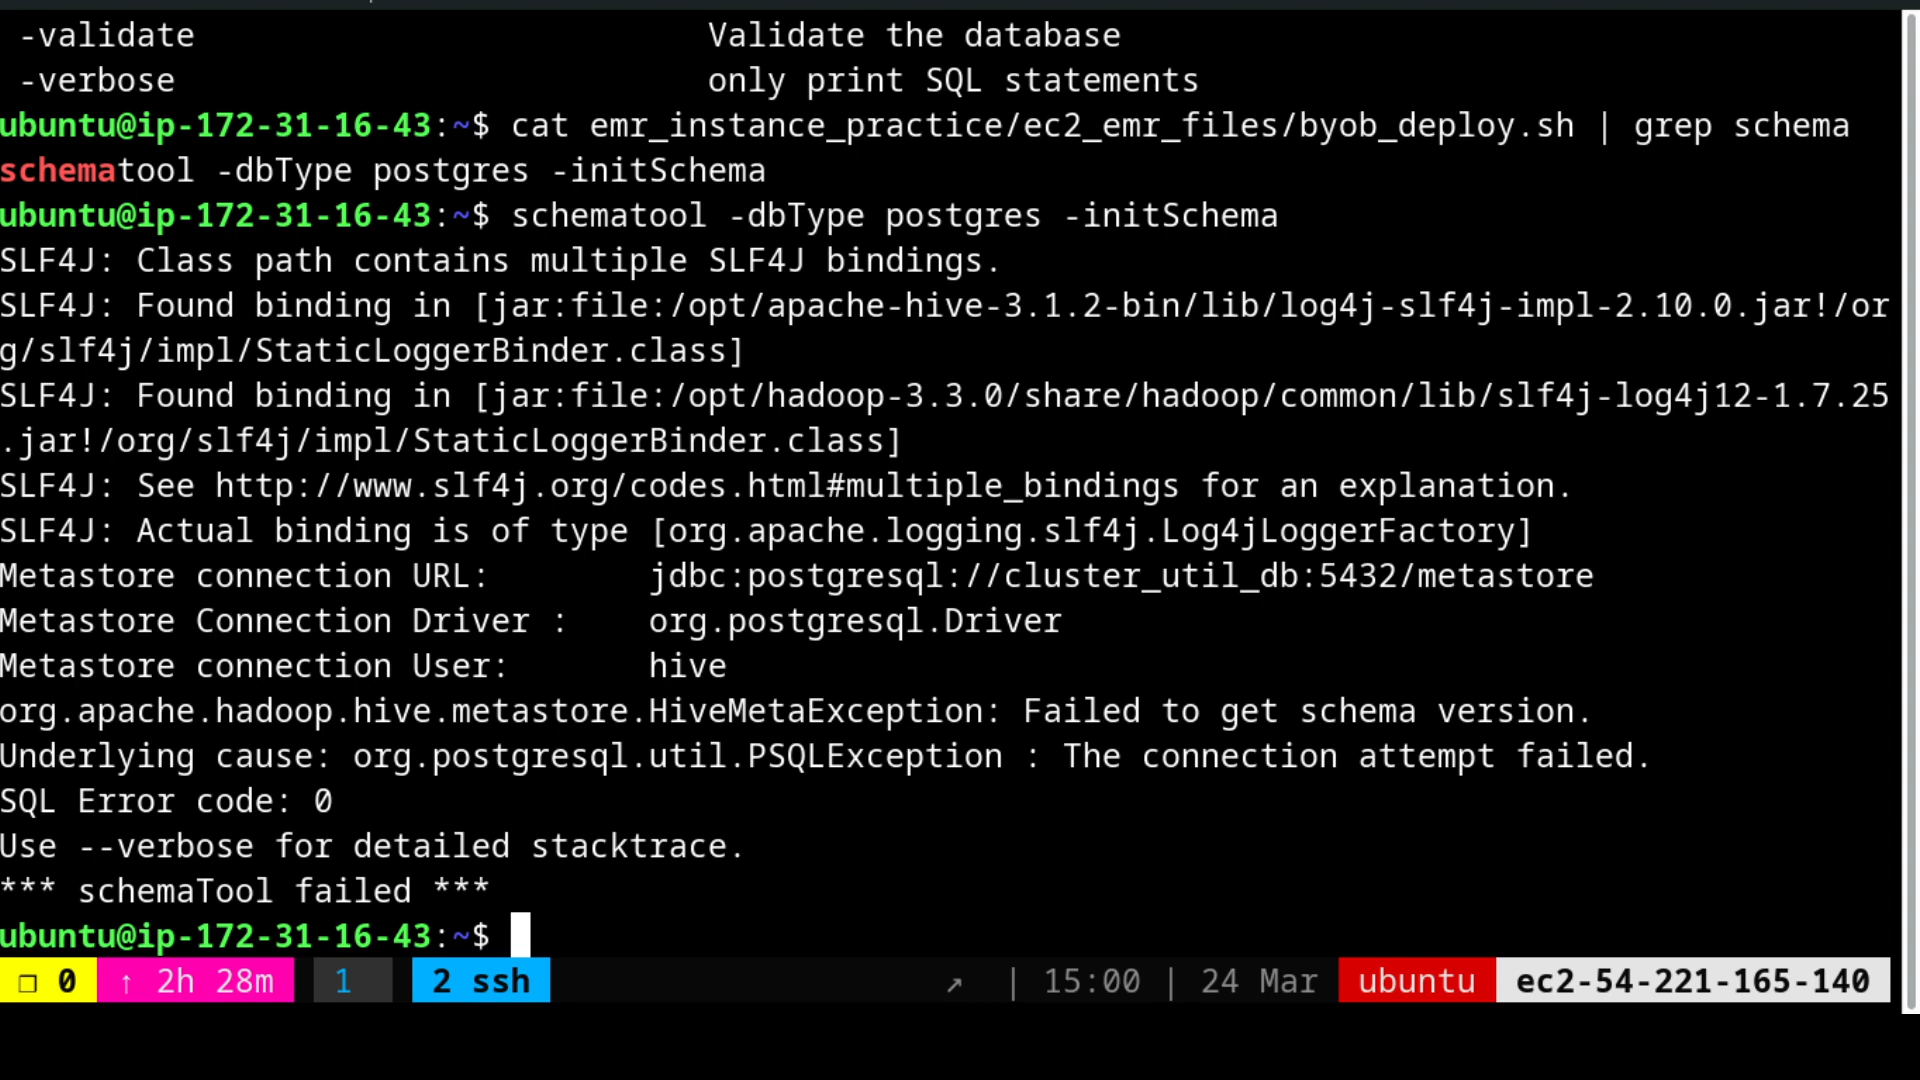 -validate Validate the database
-verbose only print SQL statements
ubuntu@ip-172-31-16-43:~$ cat emr_instance_practice/ec2_emr_files/byob_deploy.sh | grep schema
schematool -dbType postgres -initSchema
ubuntu@ip-172-31-16-43:~$ schematool -dbType postgres -initSchema
SLF4J: Class path contains multiple SLF4J bindings.
SLF4J: Found binding in [jar:file:/opt/apache-hive-3.1.2-bin/lib/log4j-slf4j-impl-2.10.0.jar!/or
g/slf4j/impl/StaticLoggerBinder.class]
SLF4J: Found binding in [jar:file:/opt/hadoop-3.3.0/share/hadoop/common/lib/slf4j-log4j12-1.7.25
.jar!/org/slf4j/impl/StaticLoggerBinder.class]
SLF4J: See http://www.slf4j.org/codes.html#multiple_bindings for an explanation.
SLF4J: Actual binding is of type [org.apache.logging.slf4j.Log4jLoggerFactory]
Metastore connection URL: jdbc:postgresql://cluster_util_db:5432/metastore
Metastore Connection Driver : org.postgresql.Driver
Metastore connection User: hive
org.apache.hadoop.hive.metastore.HiveMetaException: Failed to get schema version.
Underlying cause: org.postgresql.util.PSQLException : The connection attempt failed.
SQL Error code: 0
Use --verbose for detailed stacktrace.
*** schemaTool failed ***
ubuntu@ip-172-31-16-43:~$
❐ 0 ↑ 2h 28m 1 2 ssh ↗ | 15:00 | 24 Mar ubuntu ec2-54-221-165-140